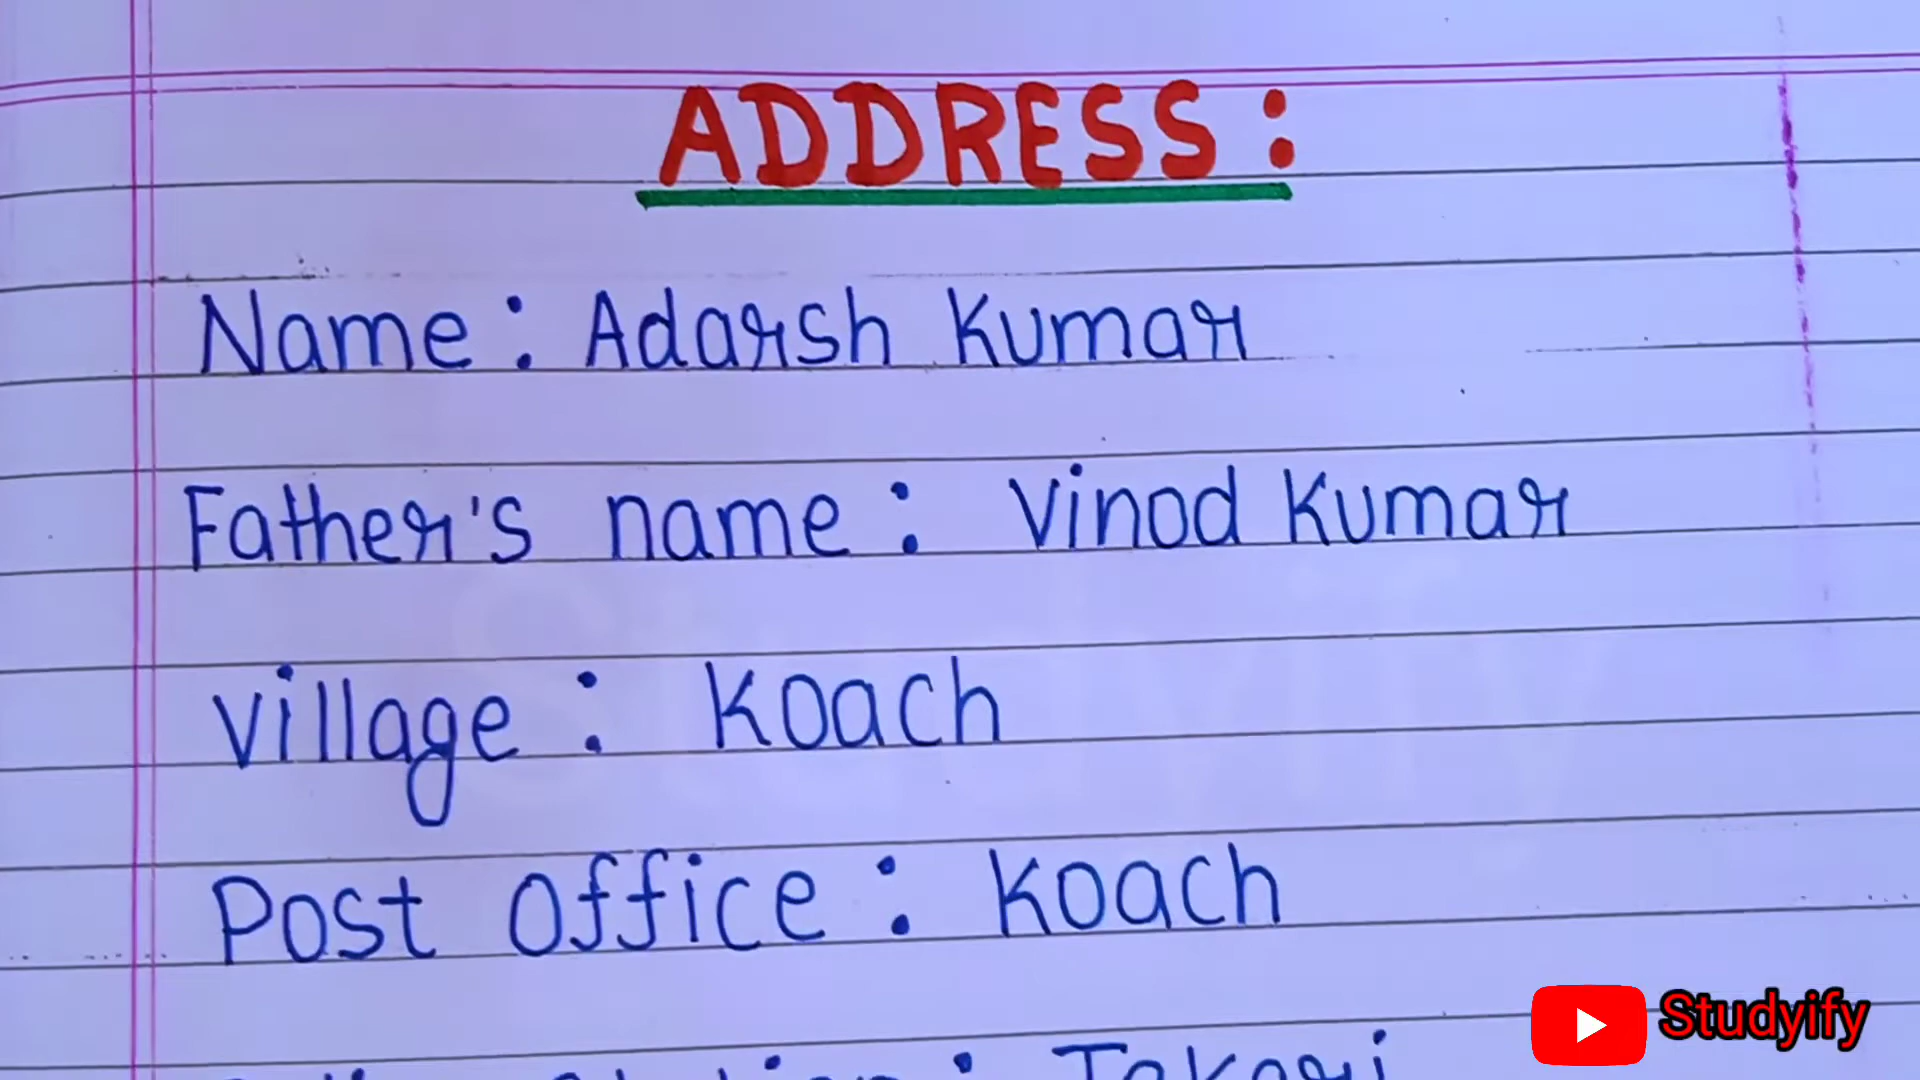 ADDRESS :
Name : Adarsh Kumar
Father's name : Vinod Kumar
Village : Koach
Post Office : Koach
Studyify